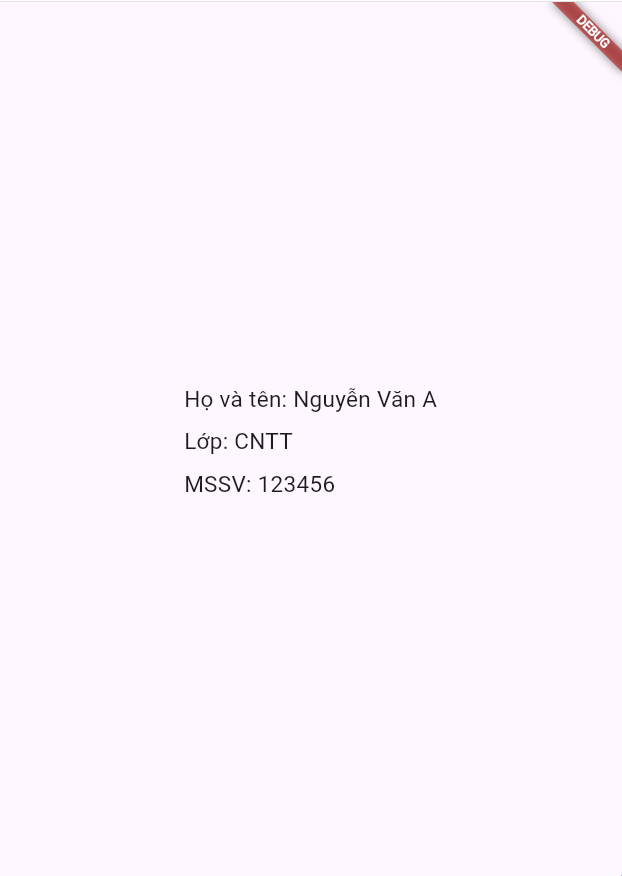 DEBUG
Họ và tên: Nguyễn Văn A
Lớp: CNTT
MSSV: 123456